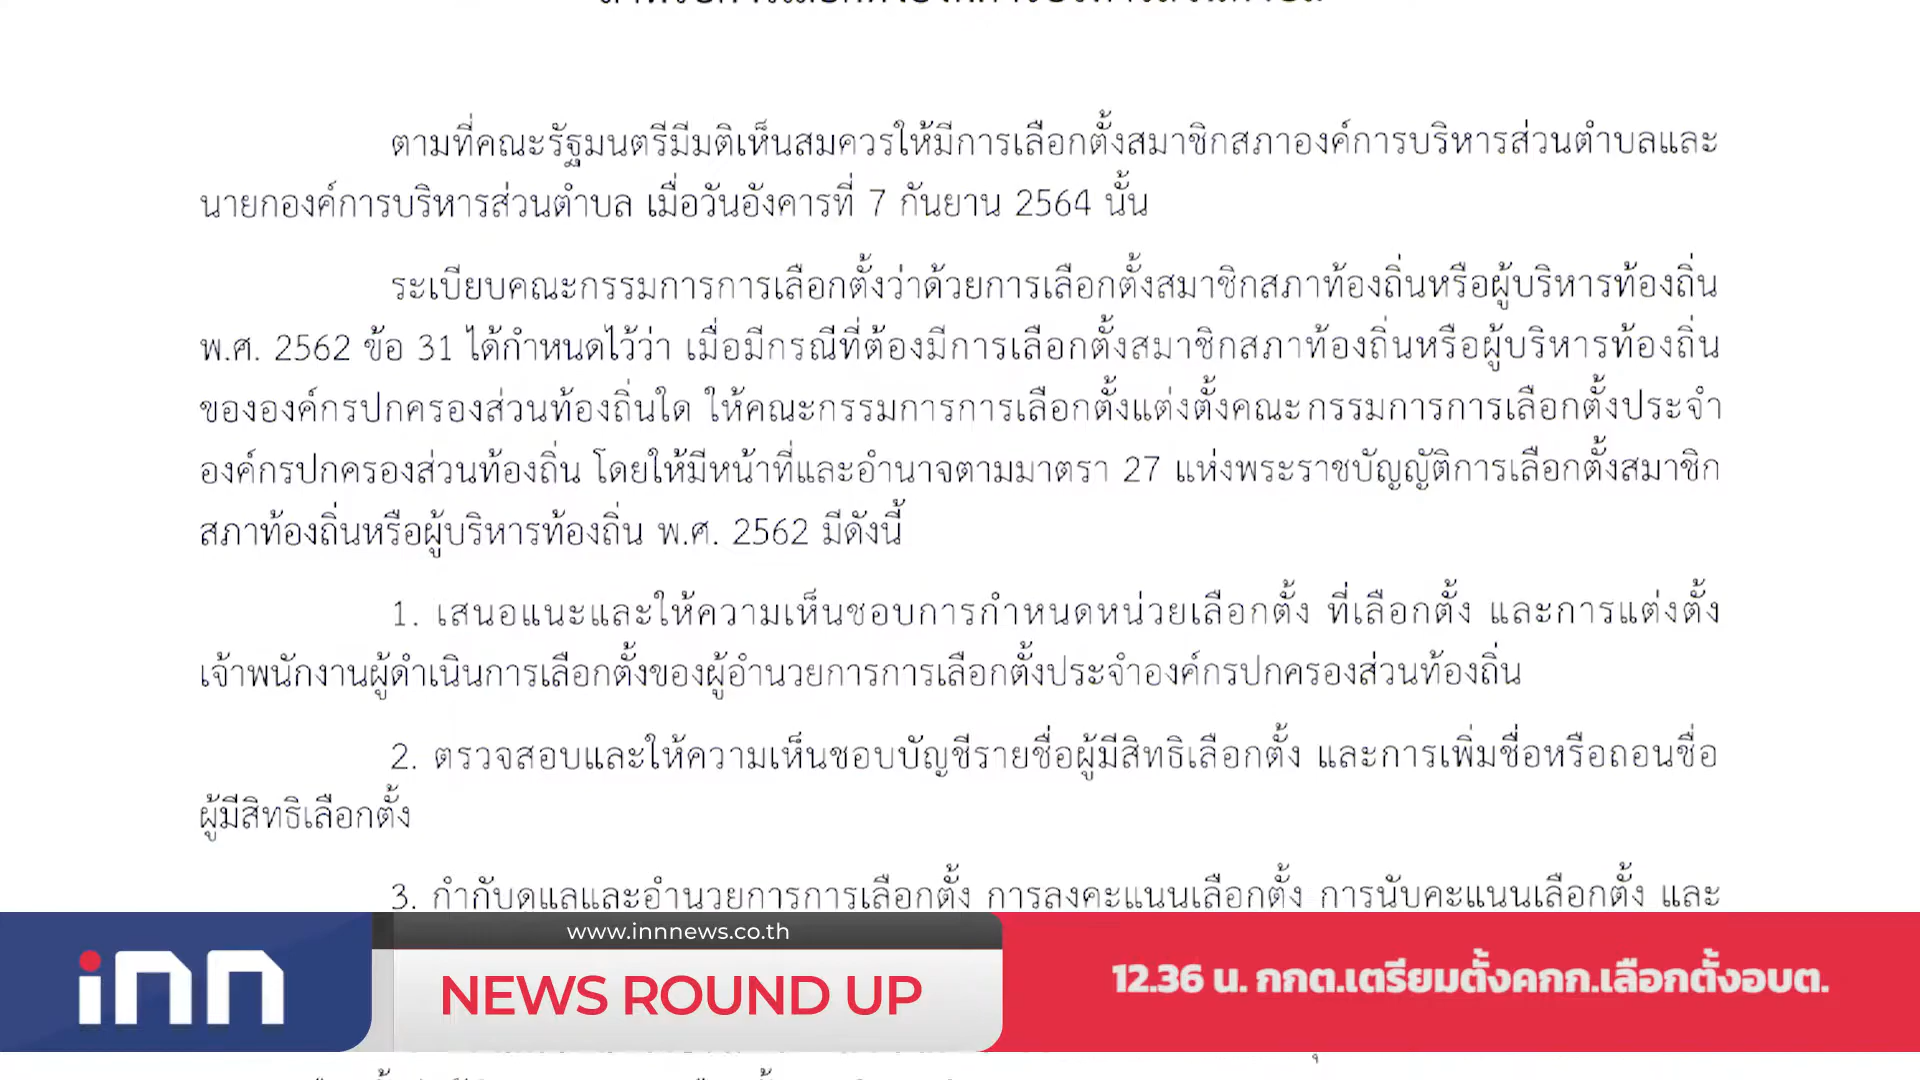 ตามที่คณะรัฐมนตรีมีมติเห็นสมควรให้มีการเลือกตั้งสมาชิกสภาองค์การบริหารส่วนตำบลและ
นายกองค์การบริหารส่วนตำบล เมื่อวันอังคารที่ 7 กันยายน 2564 นั้น
ระเบียบคณะกรรมการการเลือกตั้งว่าด้วยการเลือกตั้งสมาชิกสภาท้องถิ่นหรือผู้บริหารท้องถิ่น
พ.ศ. 2562 ข้อ 31 ได้กำหนดไว้ว่า เมื่อมีกรณีที่ต้องมีการเลือกตั้งสมาชิกสภาท้องถิ่นหรือผู้บริหารท้องถิ่น
ขององค์กรปกครองส่วนท้องถิ่นใด ให้คณะกรรมการการเลือกตั้งแต่งตั้งคณะกรรมการการเลือกตั้งประจำ
องค์กรปกครองส่วนท้องถิ่น โดยให้มีหน้าที่และอำนาจตามมาตรา 27 แห่งพระราชบัญญัติการเลือกตั้งสมาชิก
สภาท้องถิ่นหรือผู้บริหารท้องถิ่น พ.ศ. 2562 มีดังนี้
1. เสนอแนะและให้ความเห็นชอบการกำหนดหน่วยเลือกตั้ง ที่เลือกตั้ง และการแต่งตั้ง
เจ้าพนักงานผู้ดำเนินการเลือกตั้งของผู้อำนวยการการเลือกตั้งประจำองค์กรปกครองส่วนท้องถิ่น
2. ตรวจสอบและให้ความเห็นชอบบัญชีรายชื่อผู้มีสิทธิเลือกตั้ง และการเพิ่มชื่อหรือถอนชื่อ
ผู้มีสิทธิเลือกตั้ง
3. กำกับดูแลและอำนวยการการเลือกตั้ง การลงคะแนนเลือกตั้ง การนับคะแนนเลือกตั้ง และ
www.innnews.co.th
inn
NEWS ROUND UP
12.36 น. กกต.เตรียมตั้งคกก.เลือกตั้งอบต.